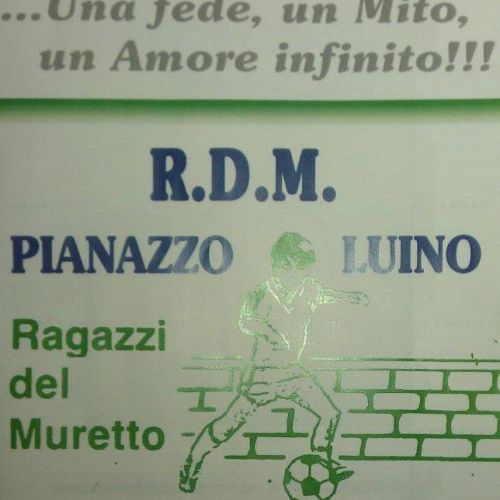 ...Una fede, un Mito,
un Amore infinito!!!
R.D.M.
PIANAZZO LUINO
Ragazzi
del
Muretto